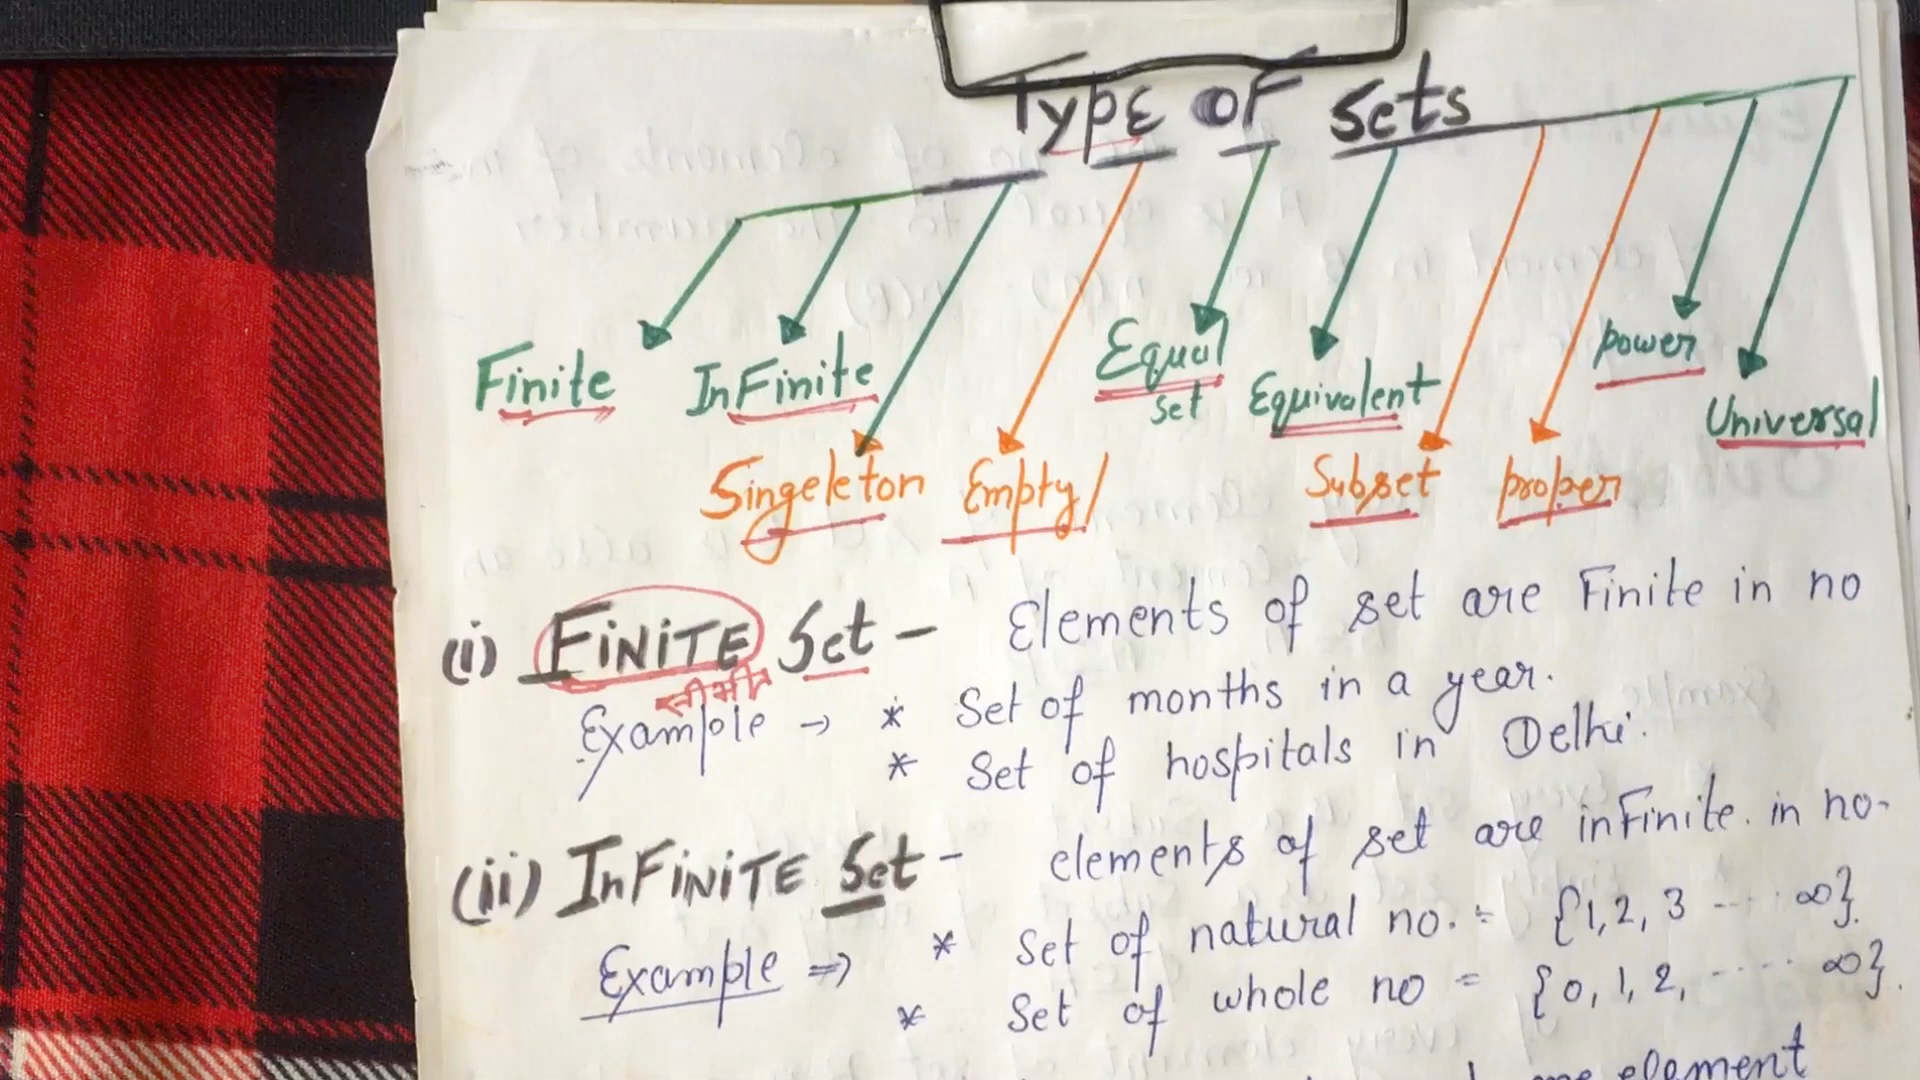 Type of Sets
Finite
InFinite
Singeleton
Empty/
Equal
set
Equivalent
Subset
proper
power
Universal
(i) FiNiTE Set - Elements of set are Finite in no
सीमीत
Example → * Set of months in a year.
* Set of hospitals in Delhi.
(ii) InFiNiTE Set - elements of set are inFinite. in no.
Example ⇒ * Set of natural no. = {1, 2, 3 --- ∞}.
* Set of whole no = {0, 1, 2, ----- ∞}.
element